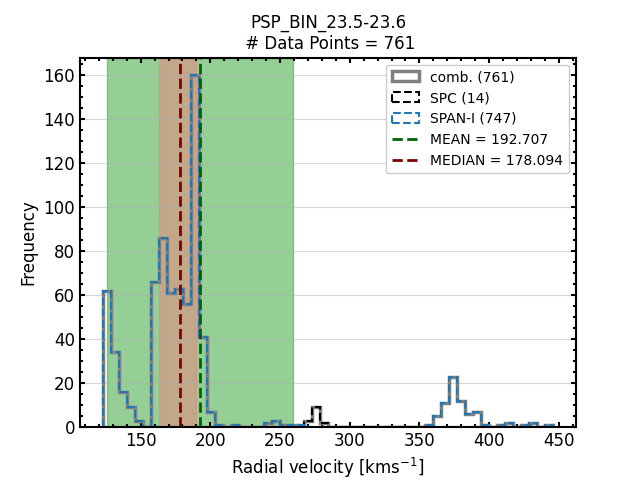 PSP_BIN_23.5-23.6
# Data Points = 761
comb. (761)
SPC (14)
SPAN-I (747)
MEAN = 192.707
MEDIAN = 178.094
Frequency
160
140
120
100
80
60
40
20
0
150 200 250 300 350 400 450
Radial velocity [kms⁻¹]